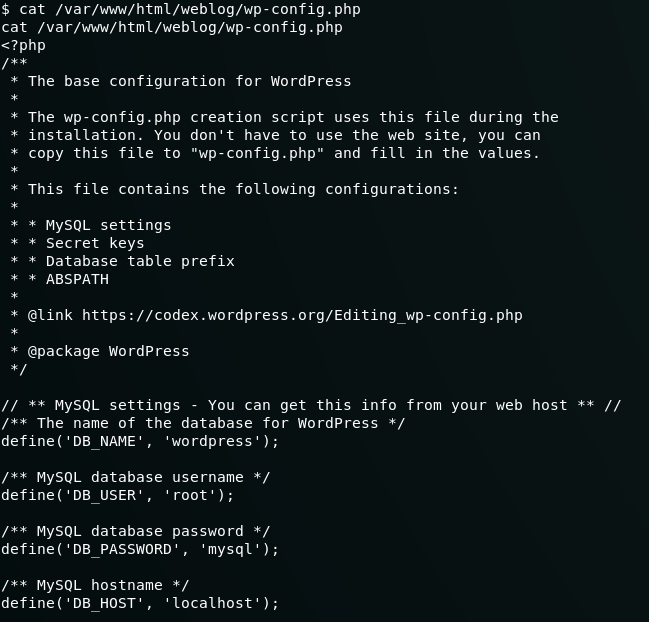 $ cat /var/www/html/weblog/wp-config.php
cat /var/www/html/weblog/wp-config.php
<?php
/**
 * The base configuration for WordPress
 *
 * The wp-config.php creation script uses this file during the
 * installation. You don't have to use the web site, you can
 * copy this file to "wp-config.php" and fill in the values.
 *
 * This file contains the following configurations:
 *
 * * MySQL settings
 * * Secret keys
 * * Database table prefix
 * * ABSPATH
 *
 * @link https://codex.wordpress.org/Editing_wp-config.php
 *
 * @package WordPress
 */

// ** MySQL settings - You can get this info from your web host ** //
/** The name of the database for WordPress */
define('DB_NAME', 'wordpress');

/** MySQL database username */
define('DB_USER', 'root');

/** MySQL database password */
define('DB_PASSWORD', 'mysql');

/** MySQL hostname */
define('DB_HOST', 'localhost');